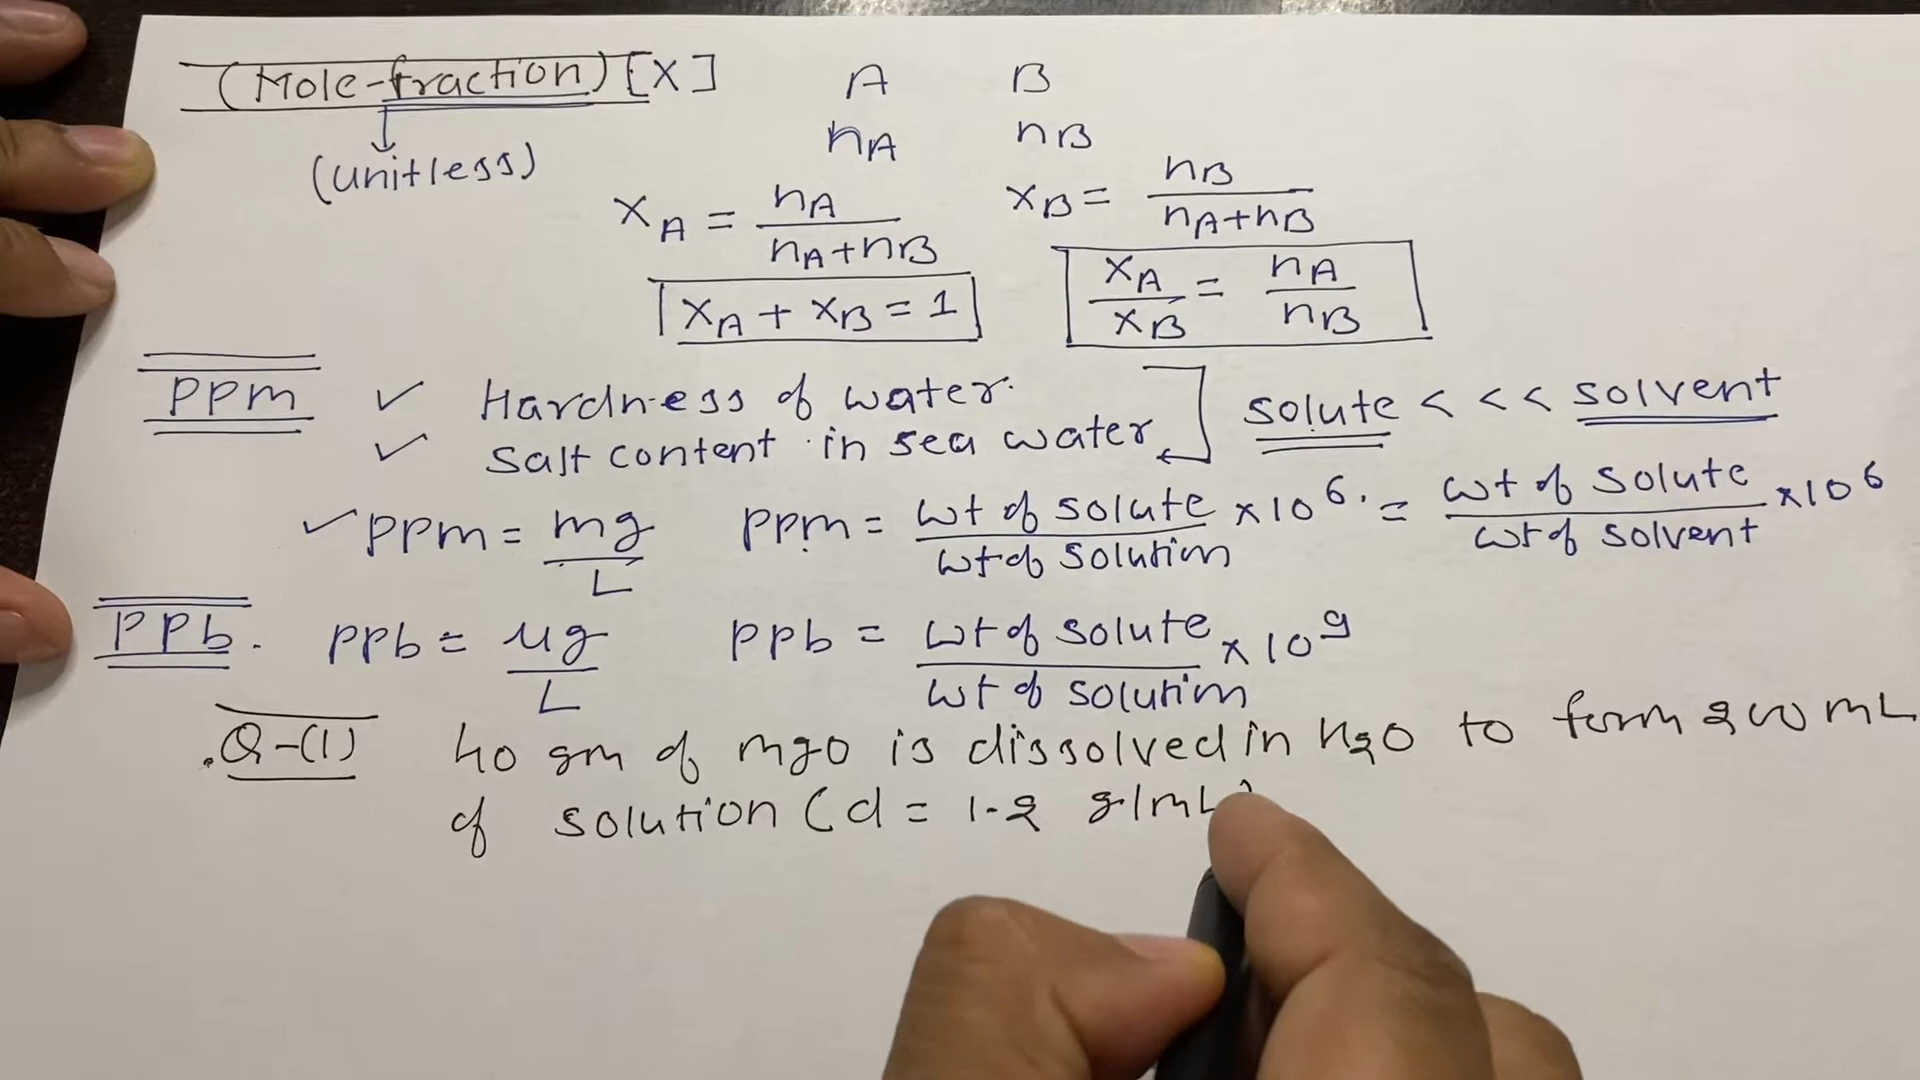 (Mole-fraction) [X] A B
(unitless) nA nB
xA = nA / nA+nB xB = nB / nA+nB
xA + xB = 1 xA / xB = nA / nB
PPm ✓ Hardness of water. solute < < < solvent
✓ salt content in sea water
✓ ppm = mg / L ppm = wt of solute / wt of solution × 10^6 = wt of solute / wt of solvent × 10^6
PPb. ppb = μg / L ppb = wt of solute / wt of solution × 10^9
Q-(1) 40 gm of mgo is dissolved in H2O to form 200 mL
of solution (d = 1.2 g/mL)